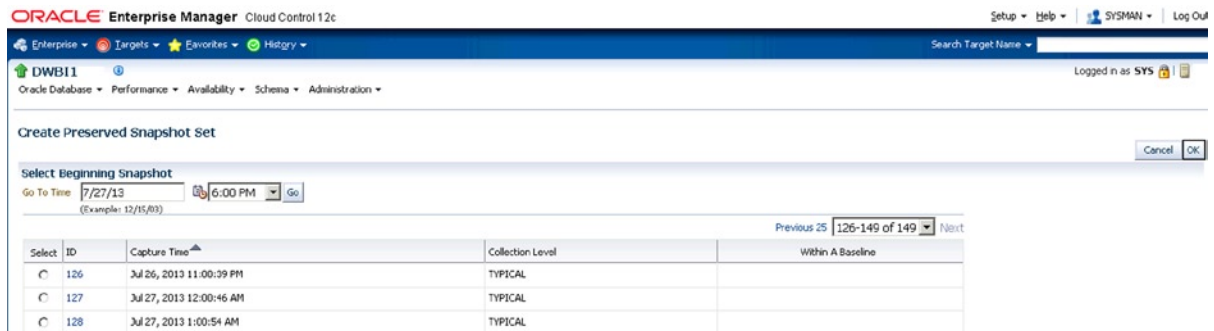 ORACLE Enterprise Manager Cloud Control 12c
Setup Help SYSMAN Log Out
Enterprise Targets Favorites History Search Target Name
DWBI1 Logged in as SYS
Oracle Database Performance Availability Schema Administration
Create Preserved Snapshot Set
Cancel OK
Select Beginning Snapshot
Go To Time 7/27/13 6:00 PM Go
(Example: 12/15/03)
Previous 25 126-149 of 149 Next
Select ID Capture Time Collection Level Within A Baseline
126 Jul 26, 2013 11:00:39 PM TYPICAL
127 Jul 27, 2013 12:00:46 AM TYPICAL
128 Jul 27, 2013 1:00:54 AM TYPICAL